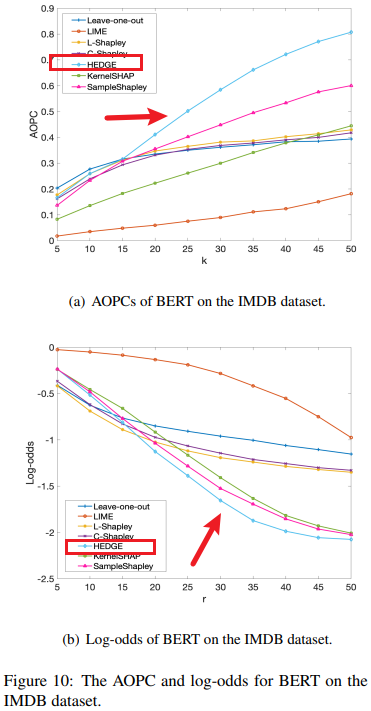 0.9
0.8
0.7
0.6
0.5
0.4
0.3
0.2
0.1
0
AOPC
Leave-one-out
LIME
L-Shapley
C-Shapley
HEDGE
KernelSHAP
SampleShapley
5 10 15 20 25 30 35 40 45 50
k
(a) AOPCs of BERT on the IMDB dataset.
0
-0.5
-1
-1.5
-2
-2.5
Log-odds
Leave-one-out
LIME
L-Shapley
C-Shapley
HEDGE
KernelSHAP
SampleShapley
5 10 15 20 25 30 35 40 45 50
r
(b) Log-odds of BERT on the IMDB dataset.
Figure 10: The AOPC and log-odds for BERT on the
IMDB dataset.